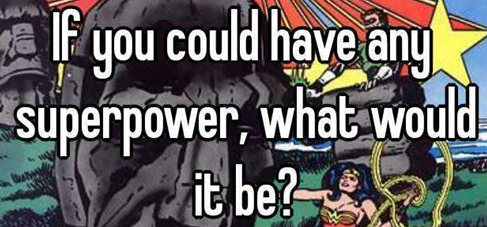 If you could have any
superpower, what would
it be?